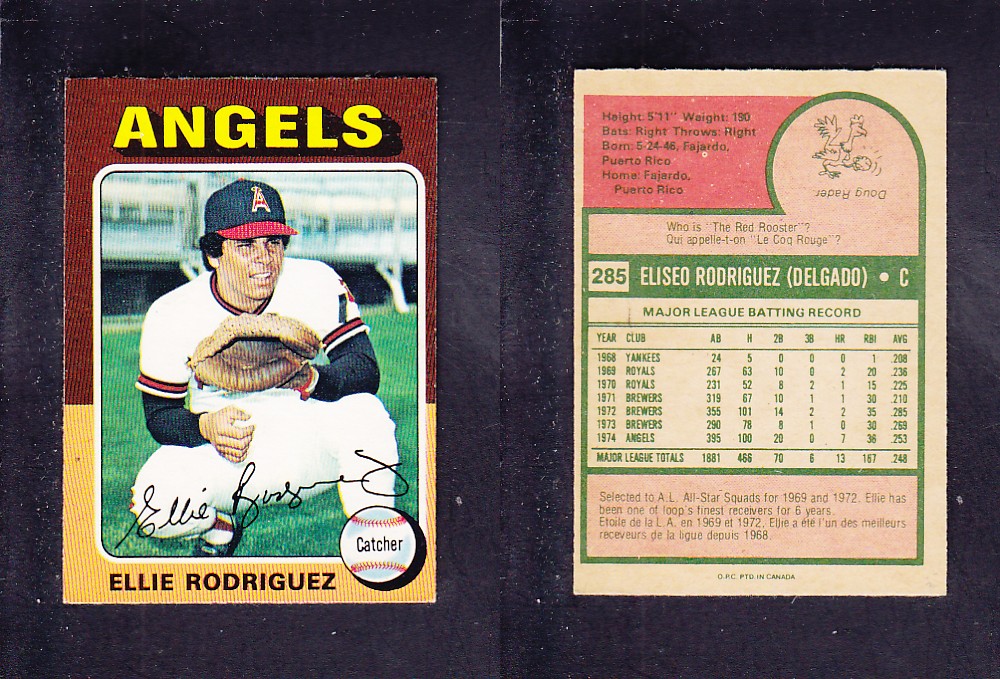 ANGELS
A
Ellie Rodriguez
Catcher
ELLIE RODRIGUEZ
Height: 5'11" Weight: 190
Bats: Right Throws: Right
Born: 5-24-46, Fajardo,
Puerto Rico
Home: Fajardo,
Puerto Rico
Doug Rader
Who is "The Red Rooster"?
Qui appelle-t-on "Le Coq Rouge"?
285 ELISEO RODRIGUEZ (DELGADO) • C
MAJOR LEAGUE BATTING RECORD
YEAR CLUB AB H 2B 3B HR RBI AVG
1968 YANKEES 24 5 0 0 0 1 .208
1969 ROYALS 267 63 10 0 2 20 .236
1970 ROYALS 231 52 8 2 1 15 .225
1971 BREWERS 319 67 10 1 1 30 .210
1972 BREWERS 355 101 14 2 2 35 .285
1973 BREWERS 290 78 8 1 0 30 .269
1974 ANGELS 395 100 20 0 7 36 .253
MAJOR LEAGUE TOTALS 1881 466 70 6 13 167 .248
Selected to A.L. All-Star Squads for 1969 and 1972. Ellie has
been one of loop's finest receivers for 6 years.
Etoile de la L.A. en 1969 et 1972, Ellie a été l'un des meilleurs
receveurs de la ligue depuis 1968.
O.P.C. PTD. IN CANADA